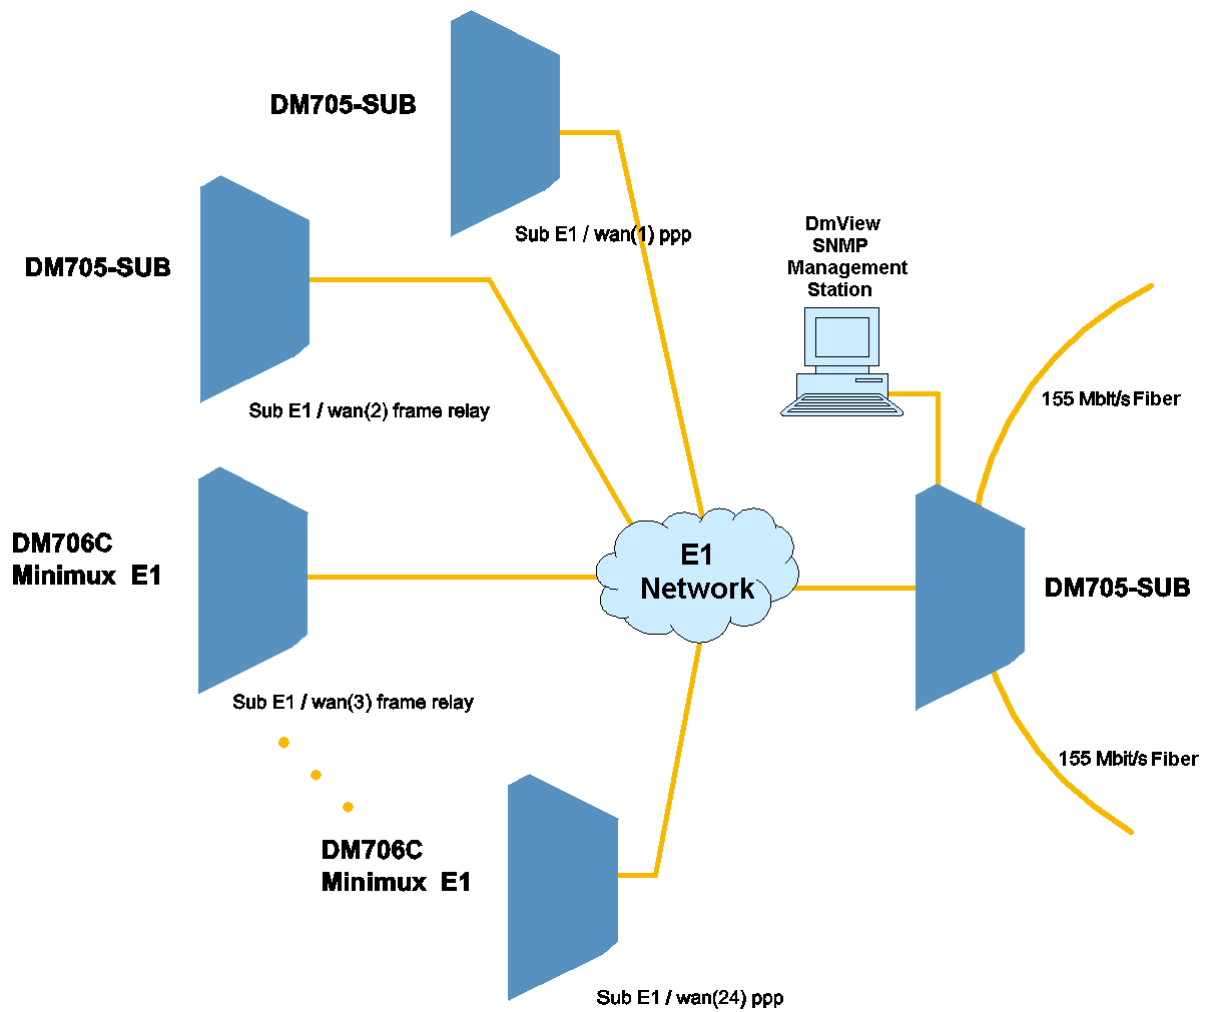 DM705-SUB
Sub E1 / wan(1) ppp
DM705-SUB
Sub E1 / wan(2) frame relay
DM706C
Minimux E1
Sub E1 / wan(3) frame relay
DM706C
Minimux E1
Sub E1 / wan(24) ppp
E1
Network
DmView
SNMP
Management
Station
155 Mbit/s Fiber
DM705-SUB
155 Mbit/s Fiber